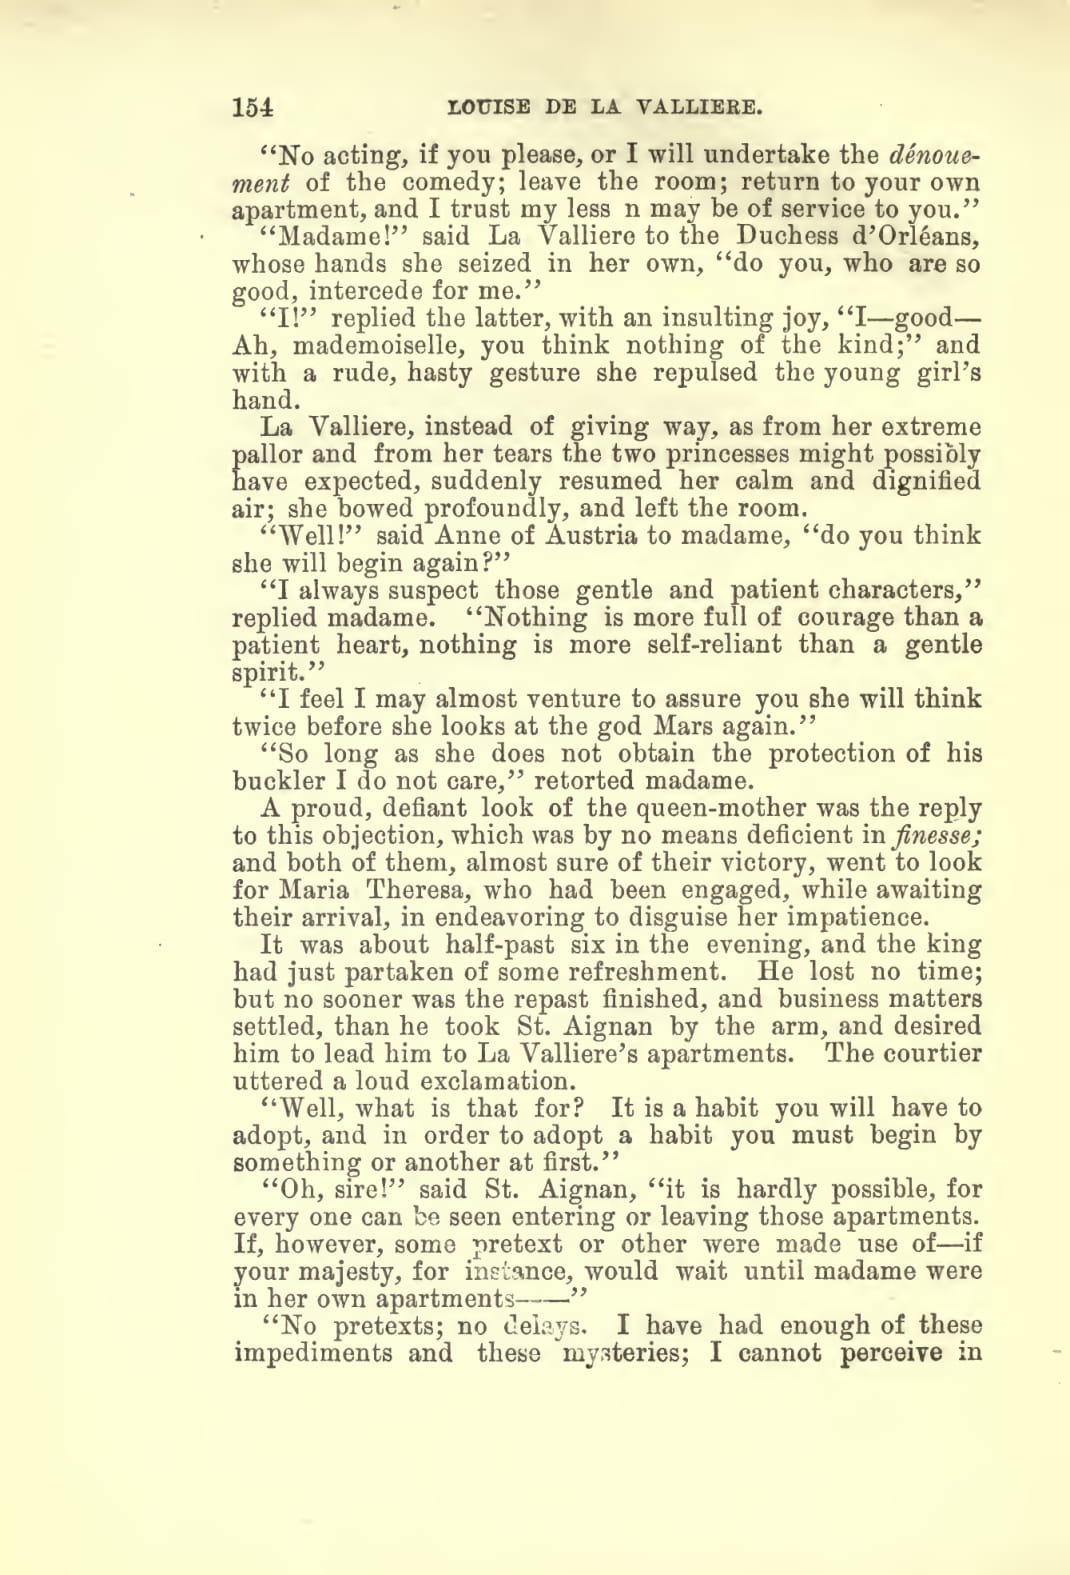 154 LOUISE DE LA VALLIERE.
“No acting, if you please, or I will undertake the dénoue-
ment of the comedy; leave the room; return to your own
apartment, and I trust my less n may be of service to you.”
“Madame!” said La Valliere to the Duchess d’Orléans,
whose hands she seized in her own, “do you, who are so
good, intercede for me.”
“I!” replied the latter, with an insulting joy, “I—good—
Ah, mademoiselle, you think nothing of the kind;” and
with a rude, hasty gesture she repulsed the young girl’s
hand.
La Valliere, instead of giving way, as from her extreme
pallor and from her tears the two princesses might possibly
have expected, suddenly resumed her calm and dignified
air; she bowed profoundly, and left the room.
“Well!” said Anne of Austria to madame, “do you think
she will begin again?”
“I always suspect those gentle and patient characters,”
replied madame. “Nothing is more full of courage than a
patient heart, nothing is more self-reliant than a gentle
spirit.”
“I feel I may almost venture to assure you she will think
twice before she looks at the god Mars again.”
“So long as she does not obtain the protection of his
buckler I do not care,” retorted madame.
A proud, defiant look of the queen-mother was the reply
to this objection, which was by no means deficient in finesse;
and both of them, almost sure of their victory, went to look
for Maria Theresa, who had been engaged, while awaiting
their arrival, in endeavoring to disguise her impatience.
It was about half-past six in the evening, and the king
had just partaken of some refreshment. He lost no time;
but no sooner was the repast finished, and business matters
settled, than he took St. Aignan by the arm, and desired
him to lead him to La Valliere’s apartments. The courtier
uttered a loud exclamation.
“Well, what is that for? It is a habit you will have to
adopt, and in order to adopt a habit you must begin by
something or another at first.”
“Oh, sire!” said St. Aignan, “it is hardly possible, for
every one can be seen entering or leaving those apartments.
If, however, some pretext or other were made use of—if
your majesty, for instance, would wait until madame were
in her own apartments——”
“No pretexts; no delays. I have had enough of these
impediments and these mysteries; I cannot perceive in